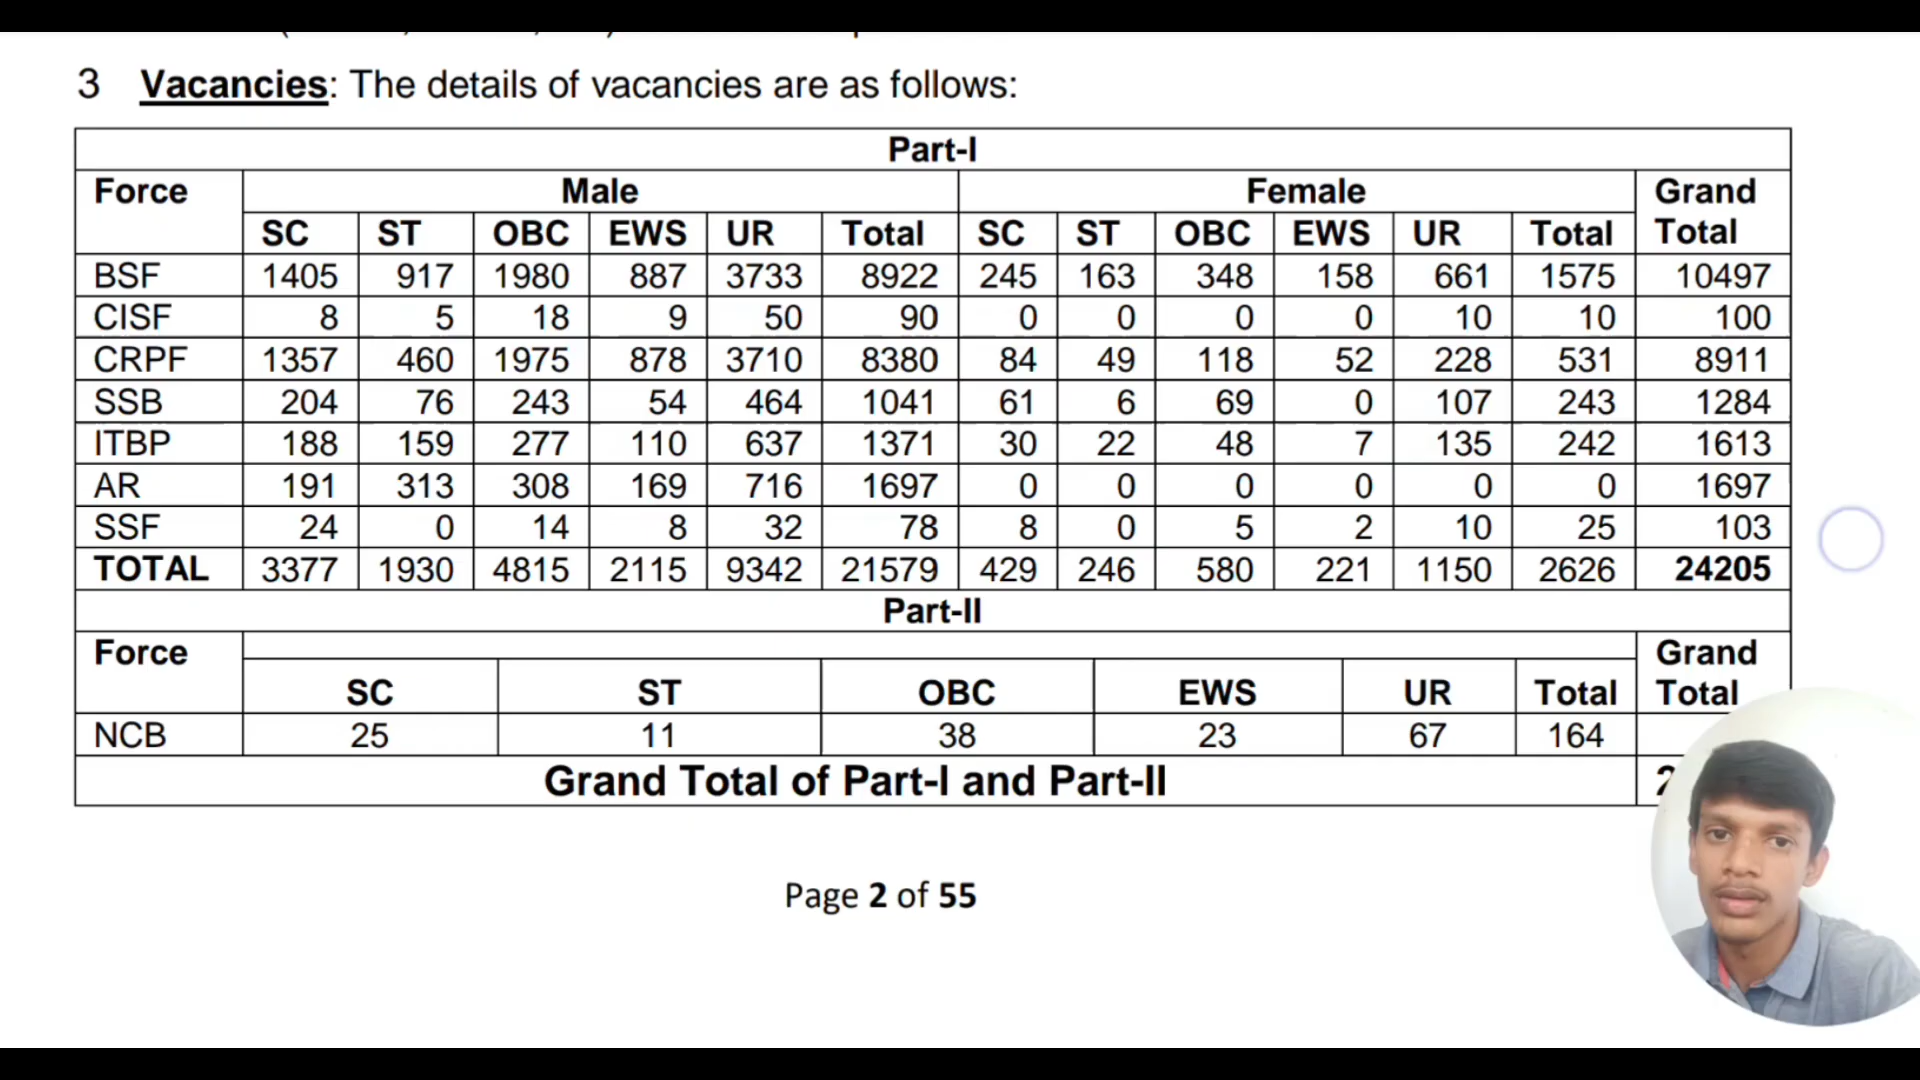 3 Vacancies: The details of vacancies are as follows:
Part-I
Force Male Female Grand Total
SC ST OBC EWS UR Total SC ST OBC EWS UR Total
BSF 1405 917 1980 887 3733 8922 245 163 348 158 661 1575 10497
CISF 8 5 18 9 50 90 0 0 0 0 10 10 100
CRPF 1357 460 1975 878 3710 8380 84 49 118 52 228 531 8911
SSB 204 76 243 54 464 1041 61 6 69 0 107 243 1284
ITBP 188 159 277 110 637 1371 30 22 48 7 135 242 1613
AR 191 313 308 169 716 1697 0 0 0 0 0 0 1697
SSF 24 0 14 8 32 78 8 0 5 2 10 25 103
TOTAL 3377 1930 4815 2115 9342 21579 429 246 580 221 1150 2626 24205
Part-II
Force Grand Total
SC ST OBC EWS UR Total
NCB 25 11 38 23 67 164
Grand Total of Part-I and Part-II
Page 2 of 55